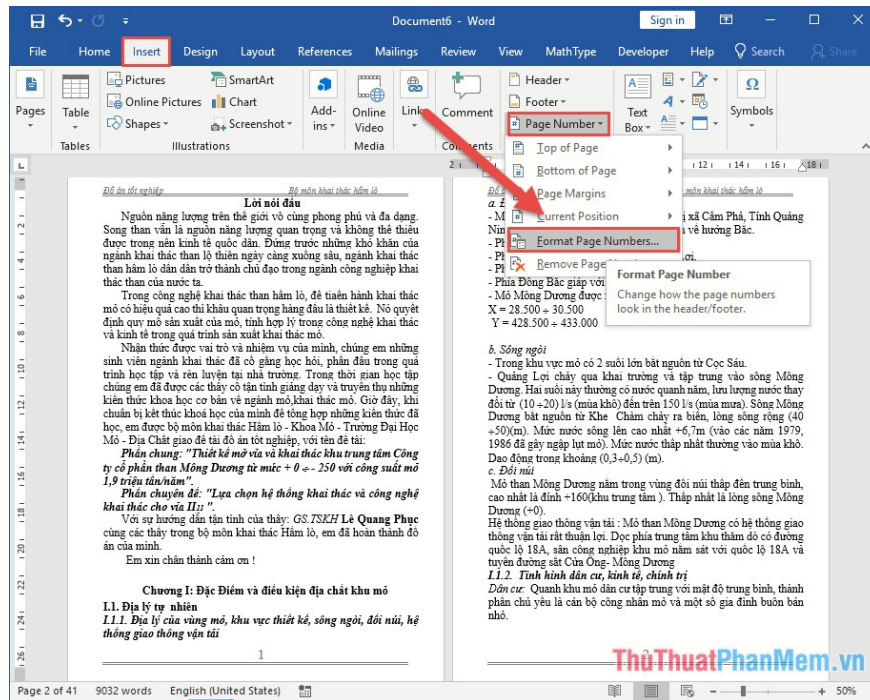 Document6 - Word
Sign in
File Home Insert Design Layout References Mailings Review View MathType Developer Help Search Share
Pages
Table
Tables
Pictures
Online Pictures
Shapes
SmartArt
Chart
Screenshot
Illustrations
Add-
ins
Online
Video
Media
Link
Comment
Comments
Header
Footer
Page Number
Text
Box
Symbols
Top of Page
Bottom of Page
Page Margins
Current Position
Format Page Numbers...
Remove Page
Format Page Number
Change how the page numbers
look in the header/footer.
Đồ án tốt nghiệp Bộ môn khai thác hầm lò
Lời nói đầu
Nguồn năng lượng trên thế giới vô cùng phong phú và đa dạng.
Song than vẫn là nguồn năng lượng quan trọng và không thể thiếu
được trong nền kinh tế quốc dân. Đứng trước những khó khăn của
ngành khai thác than lộ thiên ngày càng xuống sâu, ngành khai thác
than hầm lò dần dần trở thành chủ đạo trong ngành công nghiệp khai
thác than của nước ta.
Trong công nghệ khai thác than hầm lò, để tiến hành khai thác
mỏ có hiệu quả cao thì khâu quan trọng hàng đầu là thiết kế. Nó quyết
định quy mô sản xuất của mỏ, tính hợp lý trong công nghệ khai thác
và kinh tế trong quá trình sản xuất khai thác mỏ.
Nhận thức được vai trò và nhiệm vụ của mình, chúng em những
sinh viên ngành khai thác đã cố gắng học hỏi, phấn đấu trong quá
trình học tập và rèn luyện tại nhà trường. Trong thời gian học tập
chúng em đã được các thầy cô tận tình giảng dạy và truyền thụ những
kiến thức khoa học cơ bản về ngành mỏ,khai thác mỏ. Giờ đây, khi
chuẩn bị kết thúc khoá học của mình để tổng hợp những kiến thức đã
học, em được bộ môn khai thác Hầm lò - Khoa Mỏ - Trường Đại Học
Mỏ - Địa Chất giao đề tài đồ án tốt nghiệp, với tên đề tài:
Phần chung: "Thiết kế mở vỉa và khai thác khu trung tâm Công
ty cổ phần than Mông Dương từ mức + 0 ÷ - 250 với công suất mỏ
1,9 triệu tấn/năm".
Phần chuyên đề: "Lựa chọn hệ thống khai thác và công nghệ
khai thác cho vỉa II11 ".
Với sự hướng dẫn tận tình của thầy: GS.TSKH Lê Quang Phục
cùng các thầy trong bộ môn khai thác Hầm lò, em đã hoàn thành đồ
án của mình.
Em xin chân thành cảm ơn !
Chương I: Đặc Điểm và điều kiện địa chất khu mỏ
I.1. Địa lý tự nhiên
I.1.1. Địa lý của vùng mỏ, khu vực thiết kế, sông ngòi, đồi núi, hệ
thống giao thông vận tải
1
môn khai thác hầm lò
ị xã Cẩm Phả, Tỉnh Quảng
Nin về hướng Bắc.
- Phía Đông Bắc giáp với
- Mỏ Mông Dương được
X = 28.500 ÷ 30.500
Y = 428.500 ÷ 433.000
b. Sông ngòi
- Trong khu vực mỏ có 2 suối lớn bắt nguồn từ Cọc Sáu.
- Quảng Lợi chảy qua khai trường và tập trung vào sông Mông
Dương. Hai suối này thường có nước quanh năm, lưu lượng nước thay
đổi từ (10 ÷20) l/s (mùa khô) đến trên 150 l/s (mùa mưa). Sông Mông
Dương bắt nguồn từ Khe Chàm chảy ra biển, lòng sông rộng (40
÷50)(m). Mức nước sông lên cao nhất +6,7m (vào các năm 1979,
1986 đã gây ngập lụt mỏ). Mức nước thấp nhất thường vào mùa khô.
Dao động trong khoảng (0,3÷0,5) (m).
c. Đồi núi
Mỏ than Mông Dương nằm trong vùng đồi núi thấp đến trung bình,
cao nhất là đỉnh +160(khu trung tâm ). Thấp nhất là lòng sông Mông
Dương (+0).
Hệ thống giao thông vận tải : Mỏ than Mông Dương có hệ thống giao
thông vận tải rất thuận lợi. Dọc phía trung tâm khu thăm dò có đường
quốc lộ 18A, sân công nghiệp khu mỏ nằm sát với quốc lộ 18A và
tuyến đường sắt Cửa Ông- Mông Dương
I.1.2. Tình hình dân cư, kinh tế, chính trị
Dân cư: Quanh khu mỏ dân cư tập trung với mật độ trung bình, thành
phần chủ yếu là cán bộ công nhân mỏ và một số gia đình buôn bán
nhỏ.
ThuThuatPhanMem.vn
Page 2 of 41 9032 words English (United States) 50%